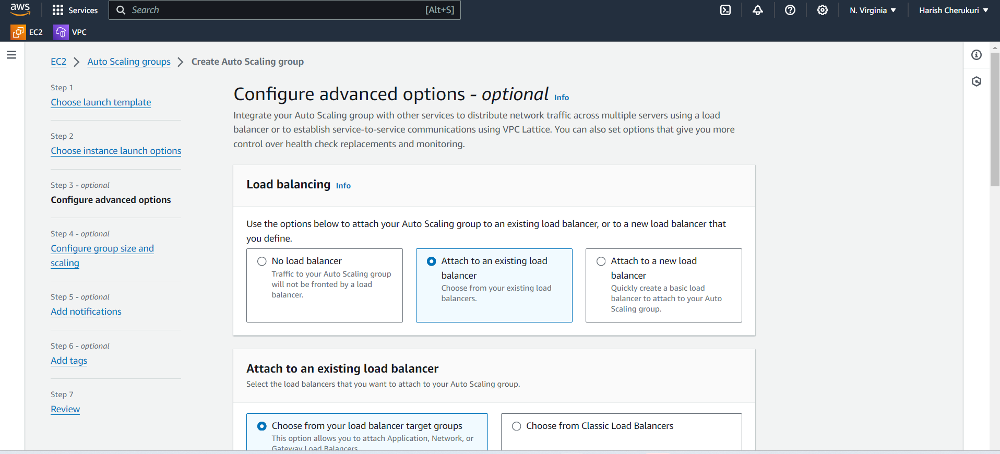 aws
Services
Search
[Alt+S]
N. Virginia
Harish Cherukuri
EC2
VPC
EC2
Auto Scaling groups
Create Auto Scaling group
Step 1
Choose launch template
Step 2
Choose instance launch options
Step 3 - optional
Configure advanced options
Step 4 - optional
Configure group size and
scaling
Step 5 - optional
Add notifications
Step 6 - optional
Add tags
Step 7
Review
Configure advanced options - optional Info
Integrate your Auto Scaling group with other services to distribute network traffic across multiple servers using a load
balancer or to establish service-to-service communications using VPC Lattice. You can also set options that give you more
control over health check replacements and monitoring.
Load balancing Info
Use the options below to attach your Auto Scaling group to an existing load balancer, or to a new load balancer that
you define.
No load balancer
Traffic to your Auto Scaling group
will not be fronted by a load
balancer.
Attach to an existing load
balancer
Choose from your existing load
balancers.
Attach to a new load
balancer
Quickly create a basic load
balancer to attach to your Auto
Scaling group.
Attach to an existing load balancer
Select the load balancers that you want to attach to your Auto Scaling group.
Choose from your load balancer target groups
This option allows you to attach Application, Network, or
Gateway Load Balancers
Choose from Classic Load Balancers